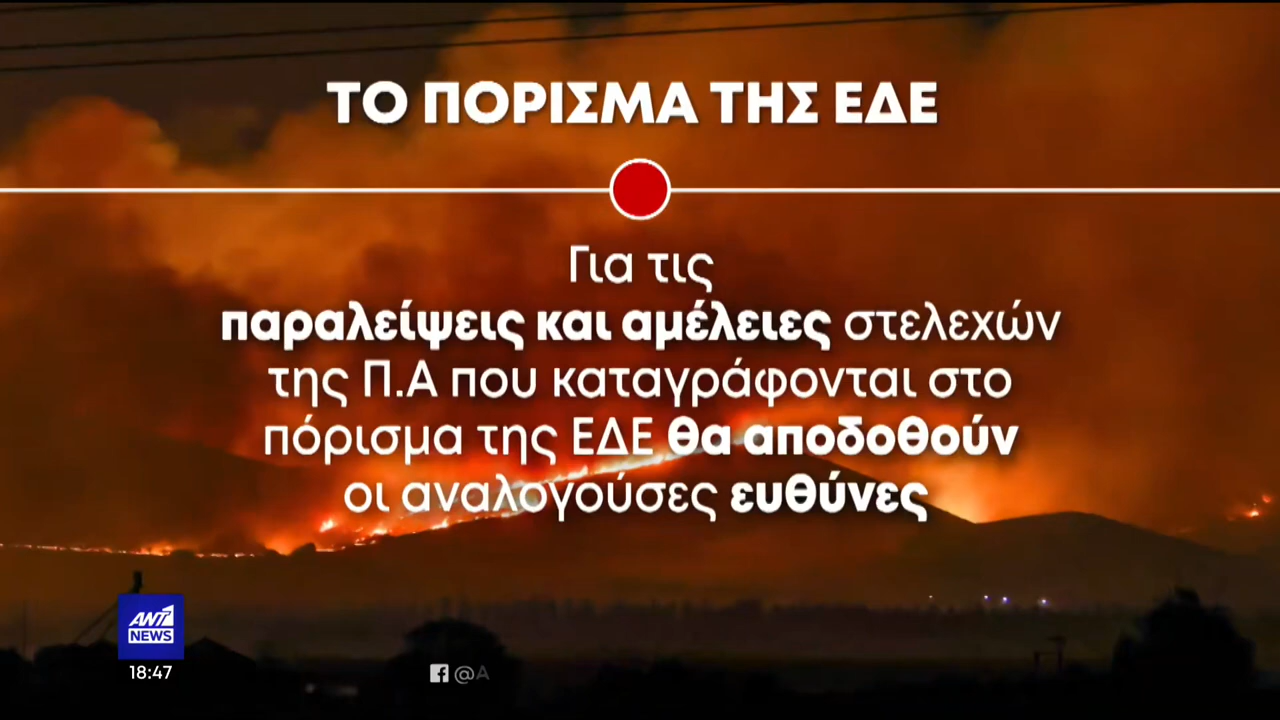 ΤΟ ΠΟΡΙΣΜΑ ΤΗΣ ΕΔΕ
Για τις
παραλείψεις και αμέλειες στελεχών
της Π.Α που καταγράφονται στο
πόρισμα της ΕΔΕ θα αποδοθούν
οι αναλογούσες ευθύνες
ANT1
NEWS
18:47
@A